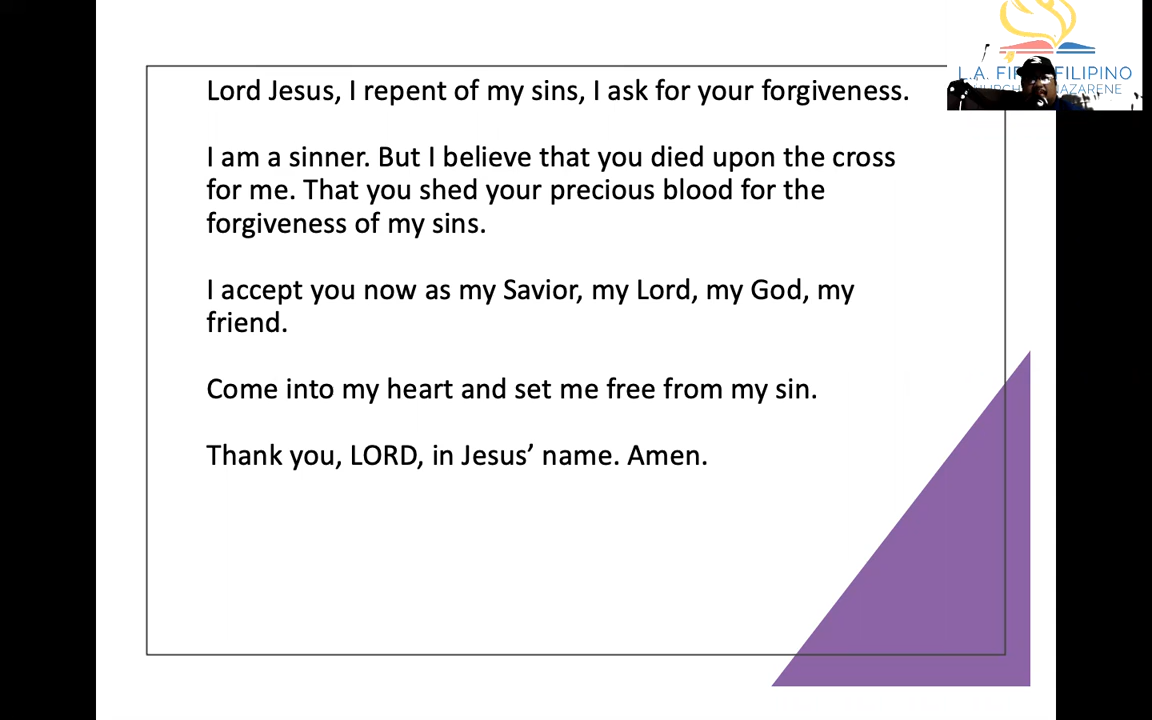 L.A. FI FILIPINO
AZARENE
Lord Jesus, I repent of my sins, I ask for your forgiveness.
I am a sinner. But I believe that you died upon the cross
for me. That you shed your precious blood for the
forgiveness of my sins.
I accept you now as my Savior, my Lord, my God, my
friend.
Come into my heart and set me free from my sin.
Thank you, LORD, in Jesus’ name. Amen.